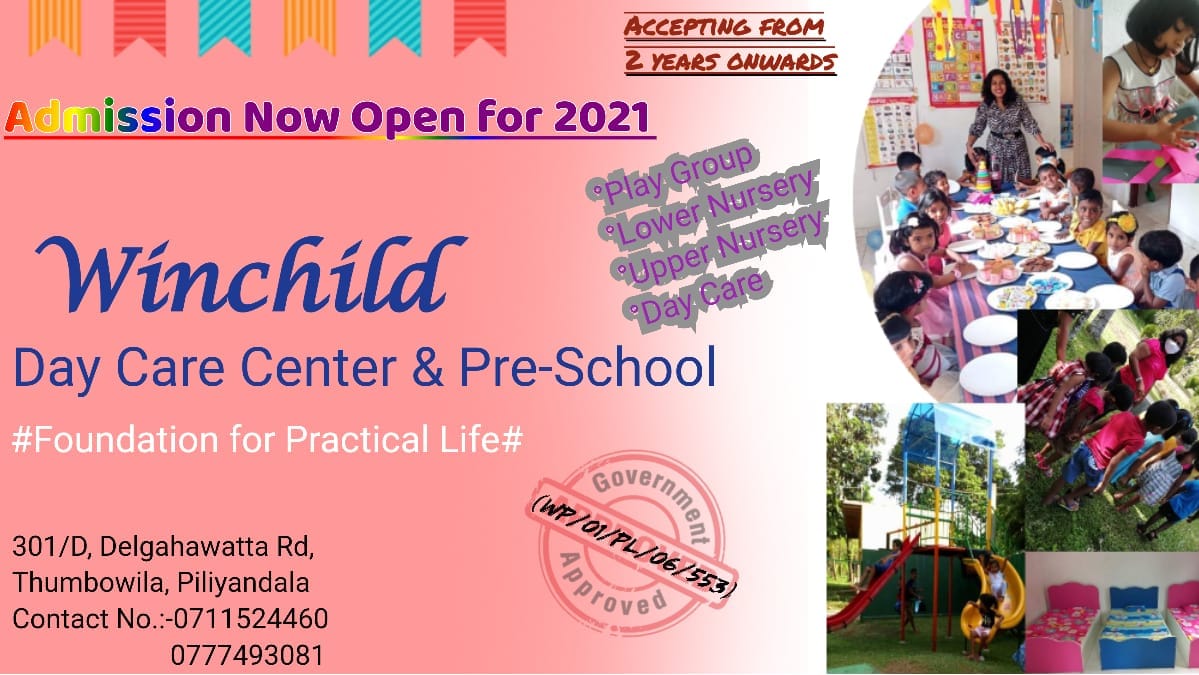 Accepting from
2 years onwards
Admission Now Open for 2021
°Play Group
°Lower Nursery
°Upper Nursery
°Day Care
Winchild
Day Care Center & Pre-School
#Foundation for Practical Life#
Government
(WP/01/PL/06/553)
Approved
301/D, Delgahawatta Rd,
Thumbowila, Piliyandala
Contact No.:-0711524460
0777493081